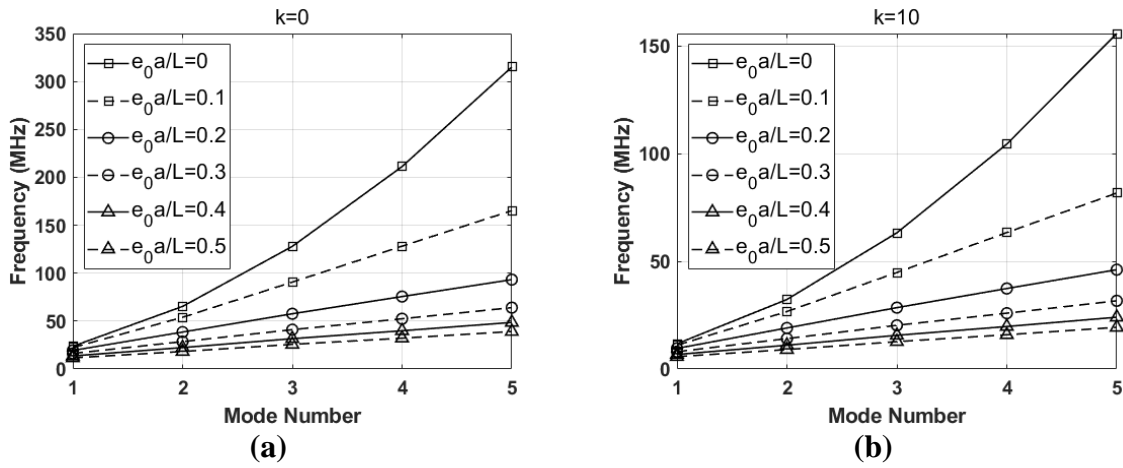 k=0
350
300
250
200
150
100
50
0
Frequency (MHz)
e₀a/L=0
e₀a/L=0.1
e₀a/L=0.2
e₀a/L=0.3
e₀a/L=0.4
e₀a/L=0.5
1 2 3 4 5
Mode Number
(a)
k=10
150
100
50
0
Frequency (MHz)
e₀a/L=0
e₀a/L=0.1
e₀a/L=0.2
e₀a/L=0.3
e₀a/L=0.4
e₀a/L=0.5
1 2 3 4 5
Mode Number
(b)